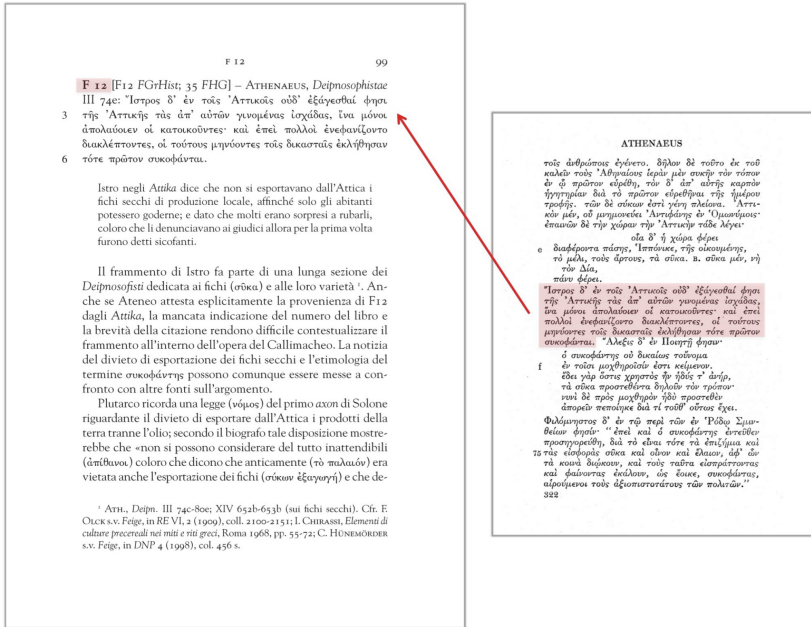 F 12 99
F 12 [F12 FGrHist; 35 FHG] – ATHENAEUS, Deipnosophistae
III 74e: Ἴστρος δ’ ἐν τοῖς Ἀττικοῖς οὐδ’ ἐξάγεσθαί φησι
3 τῆς Ἀττικῆς τὰς ἀπ’ αὐτῶν γινομένας ἰσχάδας, ἵνα μόνοι
ἀπολαύοιεν οἱ κατοικοῦντες· καὶ ἐπεὶ πολλοὶ ἐνεφανίζοντο
διακλέπτοντες, οἱ τούτους μηνύοντες τοῖς δικασταῖς ἐκλήθησαν
6 τότε πρῶτον συκοφάνται.
Istro negli Attika dice che non si esportavano dall’Attica i
fichi secchi di produzione locale, affinché solo gli abitanti
potessero goderne; e dato che molti erano sorpresi a rubarli,
coloro che li denunciavano ai giudici allora per la prima volta
furono detti sicofanti.
Il frammento di Istro fa parte di una lunga sezione dei
Deipnosofisti dedicata ai fichi (σῦκα) e alle loro varietà ¹. An-
che se Ateneo attesta esplicitamente la provenienza di F12
dagli Attika, la mancata indicazione del numero del libro e
la brevità della citazione rendono difficile contestualizzare il
frammento all’interno dell’opera del Callimacheo. La notizia
del divieto di esportazione dei fichi secchi e l’etimologia del
termine συκοφάντης possono comunque essere messe a con-
fronto con altre fonti sull’argomento.
Plutarco ricorda una legge (νόμος) del primo axon di Solone
riguardante il divieto di esportare dall’Attica i prodotti della
terra tranne l’olio; secondo il biografo tale disposizione mostre-
rebbe che «non si possono considerare del tutto inattendibili
(ἀπίθανοι) coloro che dicono che anticamente (τὸ παλαιόν) era
vietata anche l’esportazione dei fichi (σύκων ἐξαγωγή) e che de-
¹ ATH., Deipn. III 74c-80e; XIV 652b-653b (sui fichi secchi). Cfr. F.
OLCK s.v. Feige, in RE VI, 2 (1909), coll. 2100-2151; I. CHIRASSI, Elementi di
culture precereali nei miti e riti greci, Roma 1968, pp. 55-72; C. HÜNEMÖRDER
s.v. Feige, in DNP 4 (1998), col. 456 s.
ATHENAEUS
τοῖς ἀνθρώποις ἐγένετο. δῆλον δὲ τοῦτο ἐκ τοῦ
καλεῖν τοὺς Ἀθηναίους ἱερὰν μὲν συκῆν τὸν τόπον
ἐν ᾧ πρῶτον εὑρέθη, τὸν δ’ ἀπ’ αὐτῆς καρπὸν
ἡγητηρίαν διὰ τὸ πρῶτον εὑρεθῆναι τῆς ἡμέρου
τροφῆς. τῶν δὲ σύκων ἐστὶ γένη πλείονα. Ἀττι-
κὸν μέν, οὗ μνημονεύει Ἀντιφάνης ἐν Ὁμωνύμοις·
ἐπαινῶν δὲ τὴν χώραν τὴν Ἀττικὴν τάδε λέγει·
οἷα δ’ ἡ χώρα φέρει
e διαφέροντα πάσης, Ἱππόνικε, τῆς οἰκουμένης,
τὸ μέλι, τοὺς ἄρτους, τὰ σῦκα. Β. σῦκα μέν, νὴ
τὸν Δία,
πάνυ φέρει.
Ἴστρος δ’ ἐν τοῖς Ἀττικοῖς οὐδ’ ἐξάγεσθαί φησι
τῆς Ἀττικῆς τὰς ἀπ’ αὐτῶν γινομένας ἰσχάδας,
ἵνα μόνοι ἀπολαύοιεν οἱ κατοικοῦντες· καὶ ἐπεὶ
πολλοὶ ἐνεφανίζοντο διακλέπτοντες, οἱ τούτους
μηνύοντες τοῖς δικασταῖς ἐκλήθησαν τότε πρῶτον
συκοφάνται. Ἄλεξις δ’ ἐν Ποιητῇ φησιν·
ὁ συκοφάντης οὐ δικαίως τοὔνομα
f ἐν τοῖσι μοχθηροῖσίν ἐστι κείμενον.
ἔδει γὰρ ὅστις χρηστὸς ἦν ἡδύς τ’ ἀνήρ,
τὰ σῦκα προστεθέντα δηλοῦν τὸν τρόπον·
νυνὶ δὲ πρὸς μοχθηρὸν ἡδὺ προστεθὲν
ἀπορεῖν πεποίηκε διὰ τί τοῦθ’ οὕτως ἔχει.
Φιλόμνηστος δ’ ἐν τῷ περὶ τῶν ἐν Ῥόδῳ Σμιν-
θείων φησίν· “ἐπεὶ καὶ ὁ συκοφάντης ἐντεῦθεν
προσηγορεύθη, διὰ τὸ εἶναι τότε τὰ ἐπιζήμια καὶ
75 τὰς εἰσφορὰς σῦκα καὶ οἶνον καὶ ἔλαιον, ἀφ’ ὧν
τὰ κοινὰ διῴκουν, καὶ τοὺς ταῦτα εἰσπράττοντας
καὶ φαίνοντας ἐκάλουν, ὡς ἔοικε, συκοφάντας,
αἱρούμενοι τοὺς ἀξιοπιστοτάτους τῶν πολιτῶν.”
322